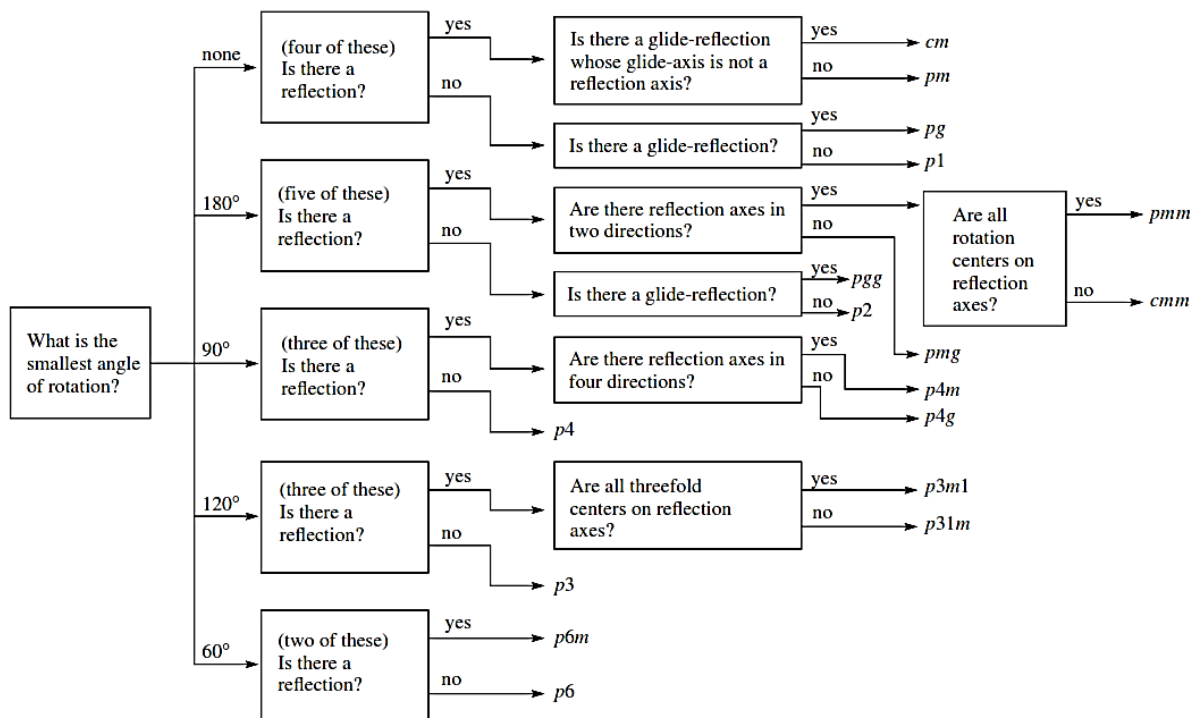 What is the
smallest angle
of rotation?
none
(four of these)
Is there a
reflection?
yes
no
Is there a glide-reflection
whose glide-axis is not a
reflection axis?
yes
cm
no
pm
Is there a glide-reflection?
yes
pg
no
p1
180°
(five of these)
Is there a
reflection?
yes
no
Are there reflection axes in
two directions?
yes
no
Are all
rotation
centers on
reflection
axes?
yes
pmm
no
cmm
pmg
Is there a glide-reflection?
yes
pgg
no
p2
90°
(three of these)
Is there a
reflection?
yes
no
Are there reflection axes in
four directions?
yes
p4m
no
p4g
p4
120°
(three of these)
Is there a
reflection?
yes
no
Are all threefold
centers on reflection
axes?
yes
p3m1
no
p31m
p3
60°
(two of these)
Is there a
reflection?
yes
p6m
no
p6